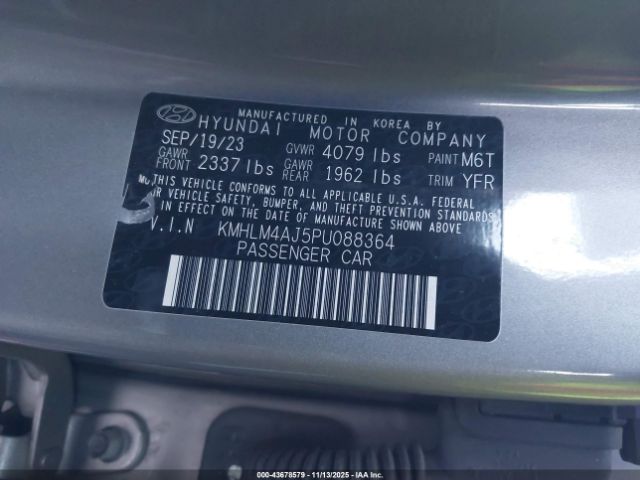 MANUFACTURED IN KOREA BY
HYUNDAI MOTOR COMPANY
SEP/19/23 GVWR 4079 lbs PAINT M6T
GAWR FRONT 2337 lbs GAWR REAR 1962 lbs TRIM YFR
THIS VEHICLE CONFORMS TO ALL APPLICABLE U.S.A. FEDERAL
VEHICLE SAFETY, BUMPER, AND THEFT PREVENTION STANDARDS
IN EFFECT ON THE DATE OF MANUFACTURE SHOWN ABOVE.
V.I.N KMHLM4AJ5PU088364
PASSENGER CAR
000-43678579 | 11/13/2025 - IAA, Inc.